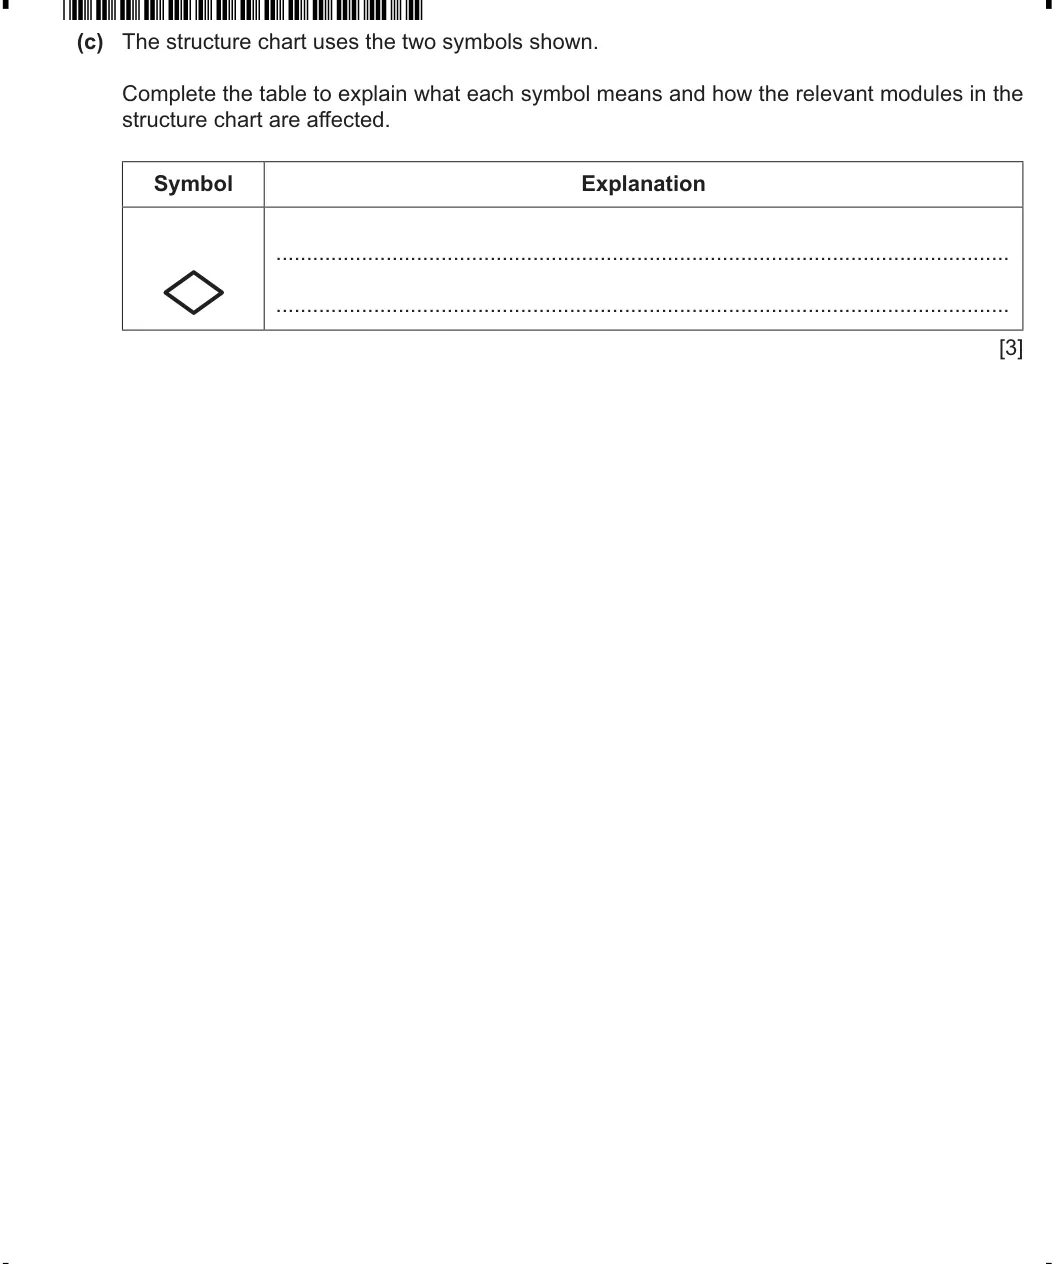 (c) The structure chart uses the two symbols shown.
Complete the table to explain what each symbol means and how the relevant modules in the
structure chart are affected.
Symbol Explanation
........................................................................................................................
........................................................................................................................
[3]